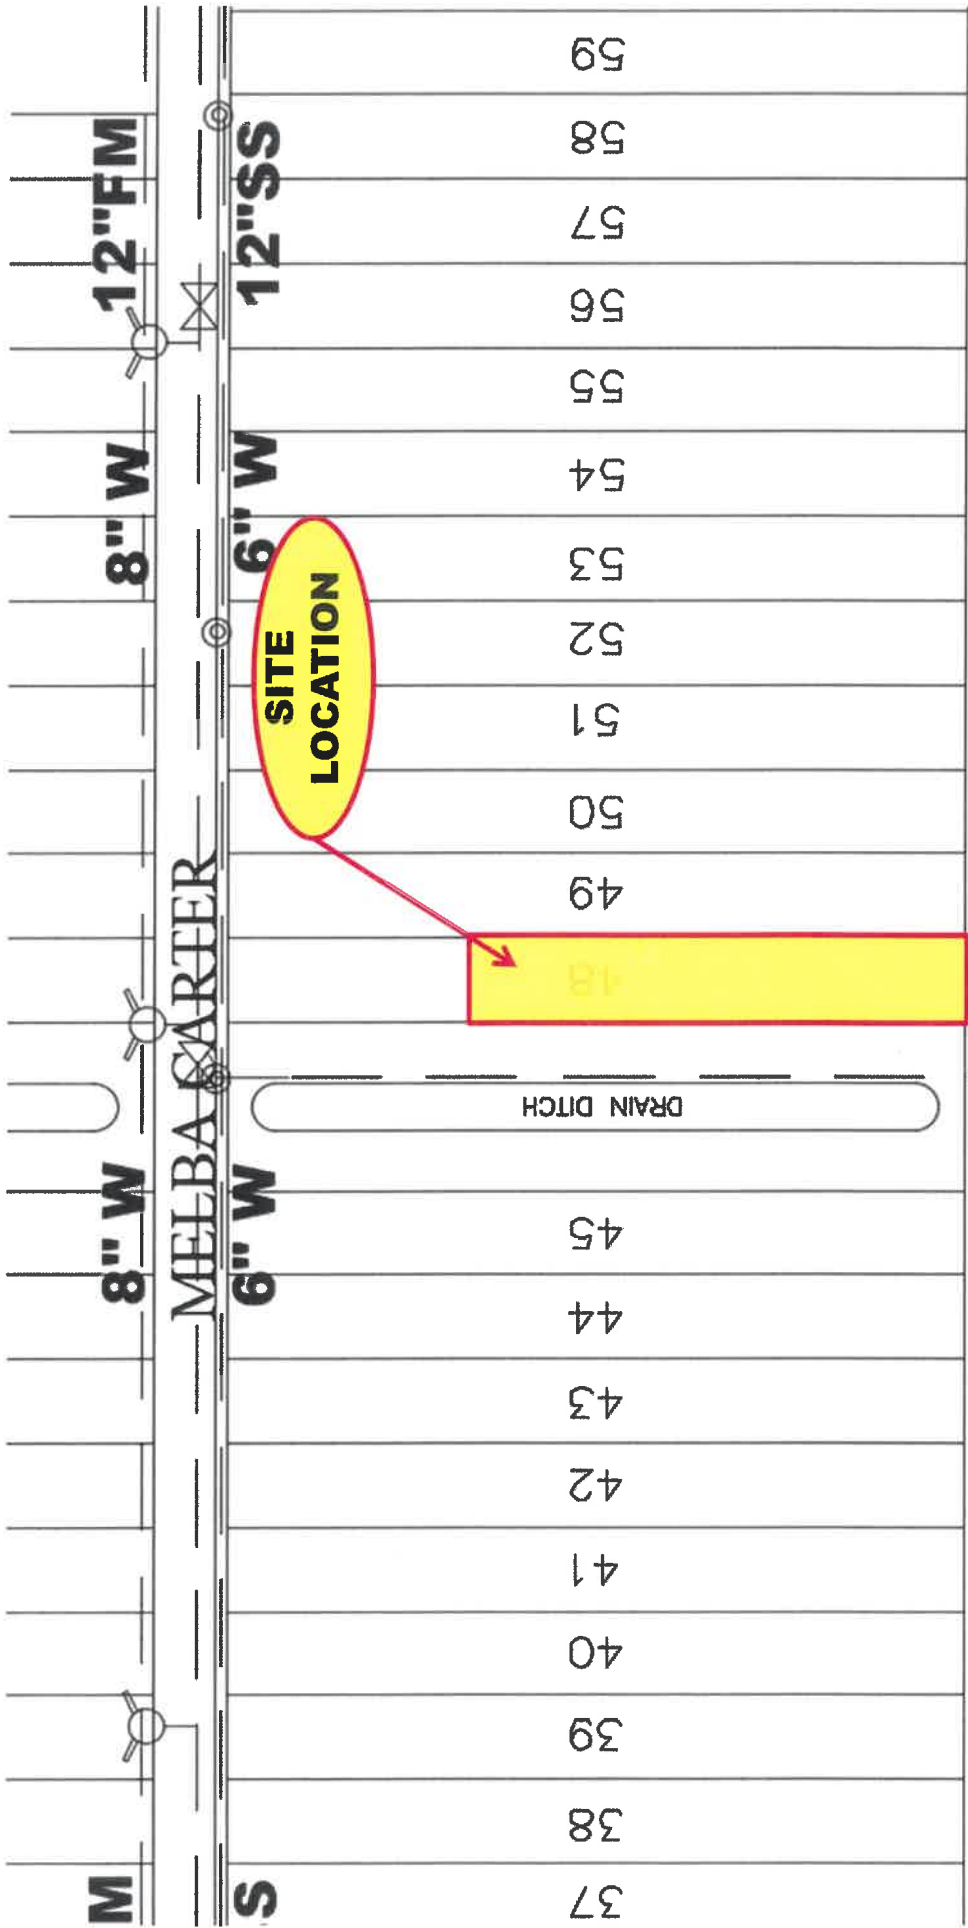 12"FM
12"SS
8" W
6" W
SITE
LOCATION
MELBA CARTER
8" W
6" W
M
S
59
58
57
56
55
54
53
52
51
50
49
48
DRAIN DITCH
45
44
43
42
41
40
39
38
37